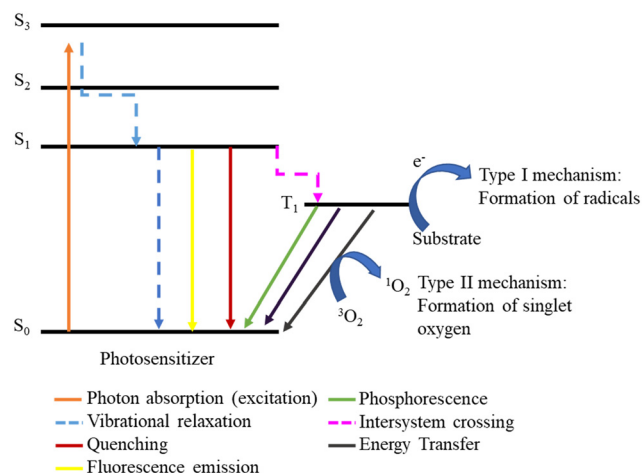 S3
S2
S1
T1
e-
Type I mechanism:
Formation of radicals
Substrate
1O2
Type II mechanism:
Formation of singlet
oxygen
3O2
S0
Photosensitizer
Photon absorption (excitation)
Vibrational relaxation
Quenching
Fluorescence emission
Phosphorescence
Intersystem crossing
Energy Transfer